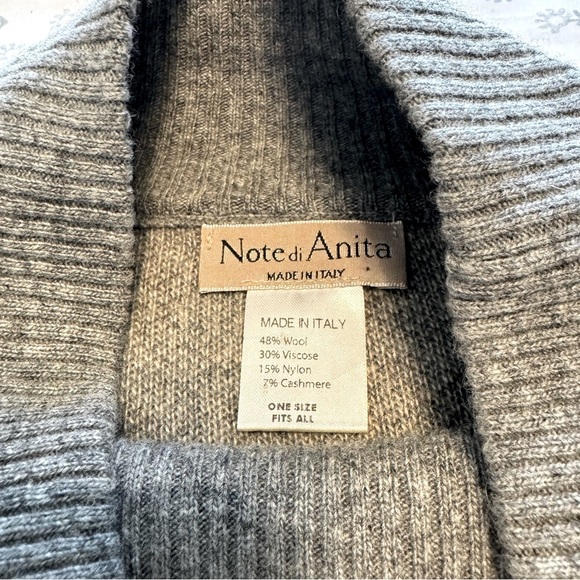 Note di Anita
MADE IN ITALY
MADE IN ITALY
48% Wool
30% Viscose
15% Nylon
7% Cashmere
ONE SIZE
FITS ALL